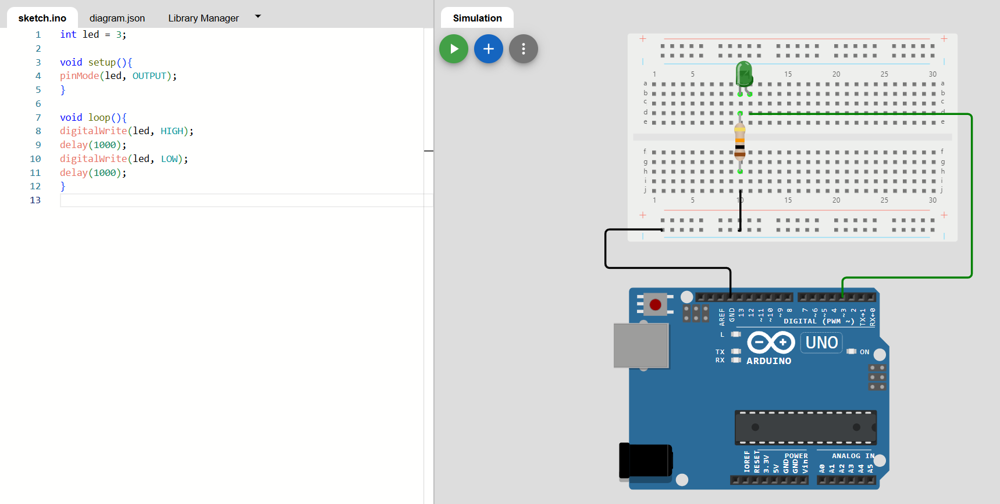 sketch.ino diagram.json Library Manager
1 int led = 3;
2
3 void setup(){
4 pinMode(led, OUTPUT);
5 }
6
7 void loop(){
8 digitalWrite(led, HIGH);
9 delay(1000);
10 digitalWrite(led, LOW);
11 delay(1000);
12 }
13
Simulation
+ +
1 5 15 20 25 30
a a
b b
c c
d d
e e
f f
g g
h h
i i
j j
1 5 10 15 20 25 30
+ +
AREF GND 13 12 ~11 ~10 ~9 8 7 ~6 ~5 4 ~3 2 TX→1 RX←0
DIGITAL (PWM ~)
L
TX
RX
UNO
ON
ARDUINO
POWER ANALOG IN
IOREF RESET 3.3V 5V GND GND Vin A0 A1 A2 A3 A4 A5